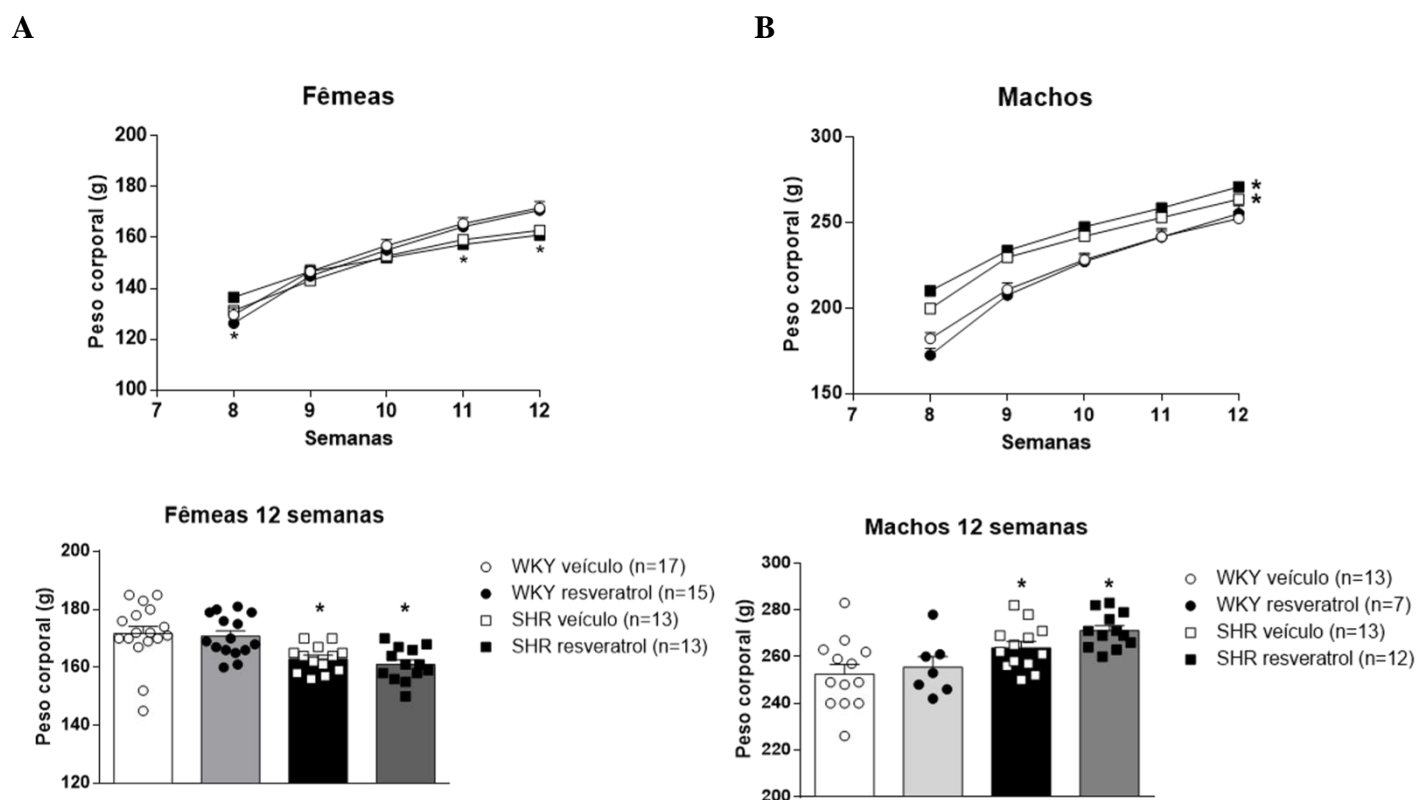 A
B
Fêmeas
Peso corporal (g)
200
180
160
140
120
100
7 8 9 10 11 12
Semanas
*
*
*
Machos
Peso corporal (g)
300
250
200
150
7 8 9 10 11 12
Semanas
*
*
Fêmeas 12 semanas
Peso corporal (g)
200
180
160
140
120
* *
WKY veículo (n=17)
WKY resveratrol (n=15)
SHR veículo (n=13)
SHR resveratrol (n=13)
Machos 12 semanas
Peso corporal (g)
300
280
260
240
220
200
* *
WKY veículo (n=13)
WKY resveratrol (n=7)
SHR veículo (n=13)
SHR resveratrol (n=12)